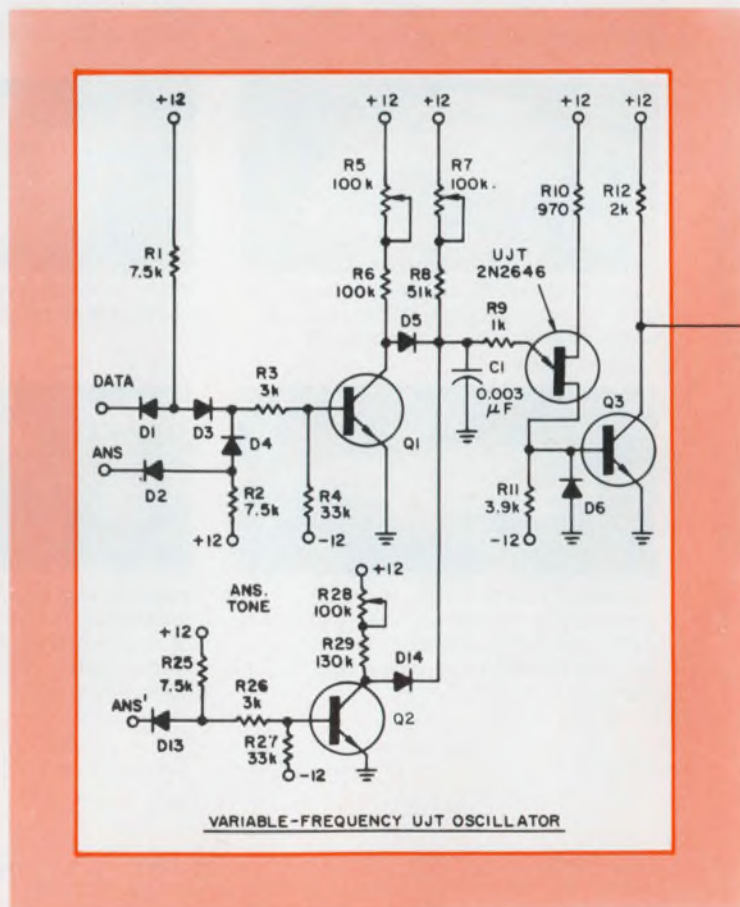 +12
+12
+12
+12
+12
R5
100k
R7
100k.
R10
970
R12
2k
R1
7.5k
R6
100k
R8
51k
UJT
2N2646
R9
1k
D5
DATA
D1
D3
R3
3k
C1
0.003
μF
Q1
Q3
ANS
D2
D4
R2
7.5k
+12
R4
33k
-12
R11
3.9k
-12
D6
ANS.
TONE
+12
R28
100k
R29
130k
+12
R25
7.5k
R26
3k
D14
ANS'
D13
R27
33k
-12
Q2
VARIABLE-FREQUENCY UJT OSCILLATOR